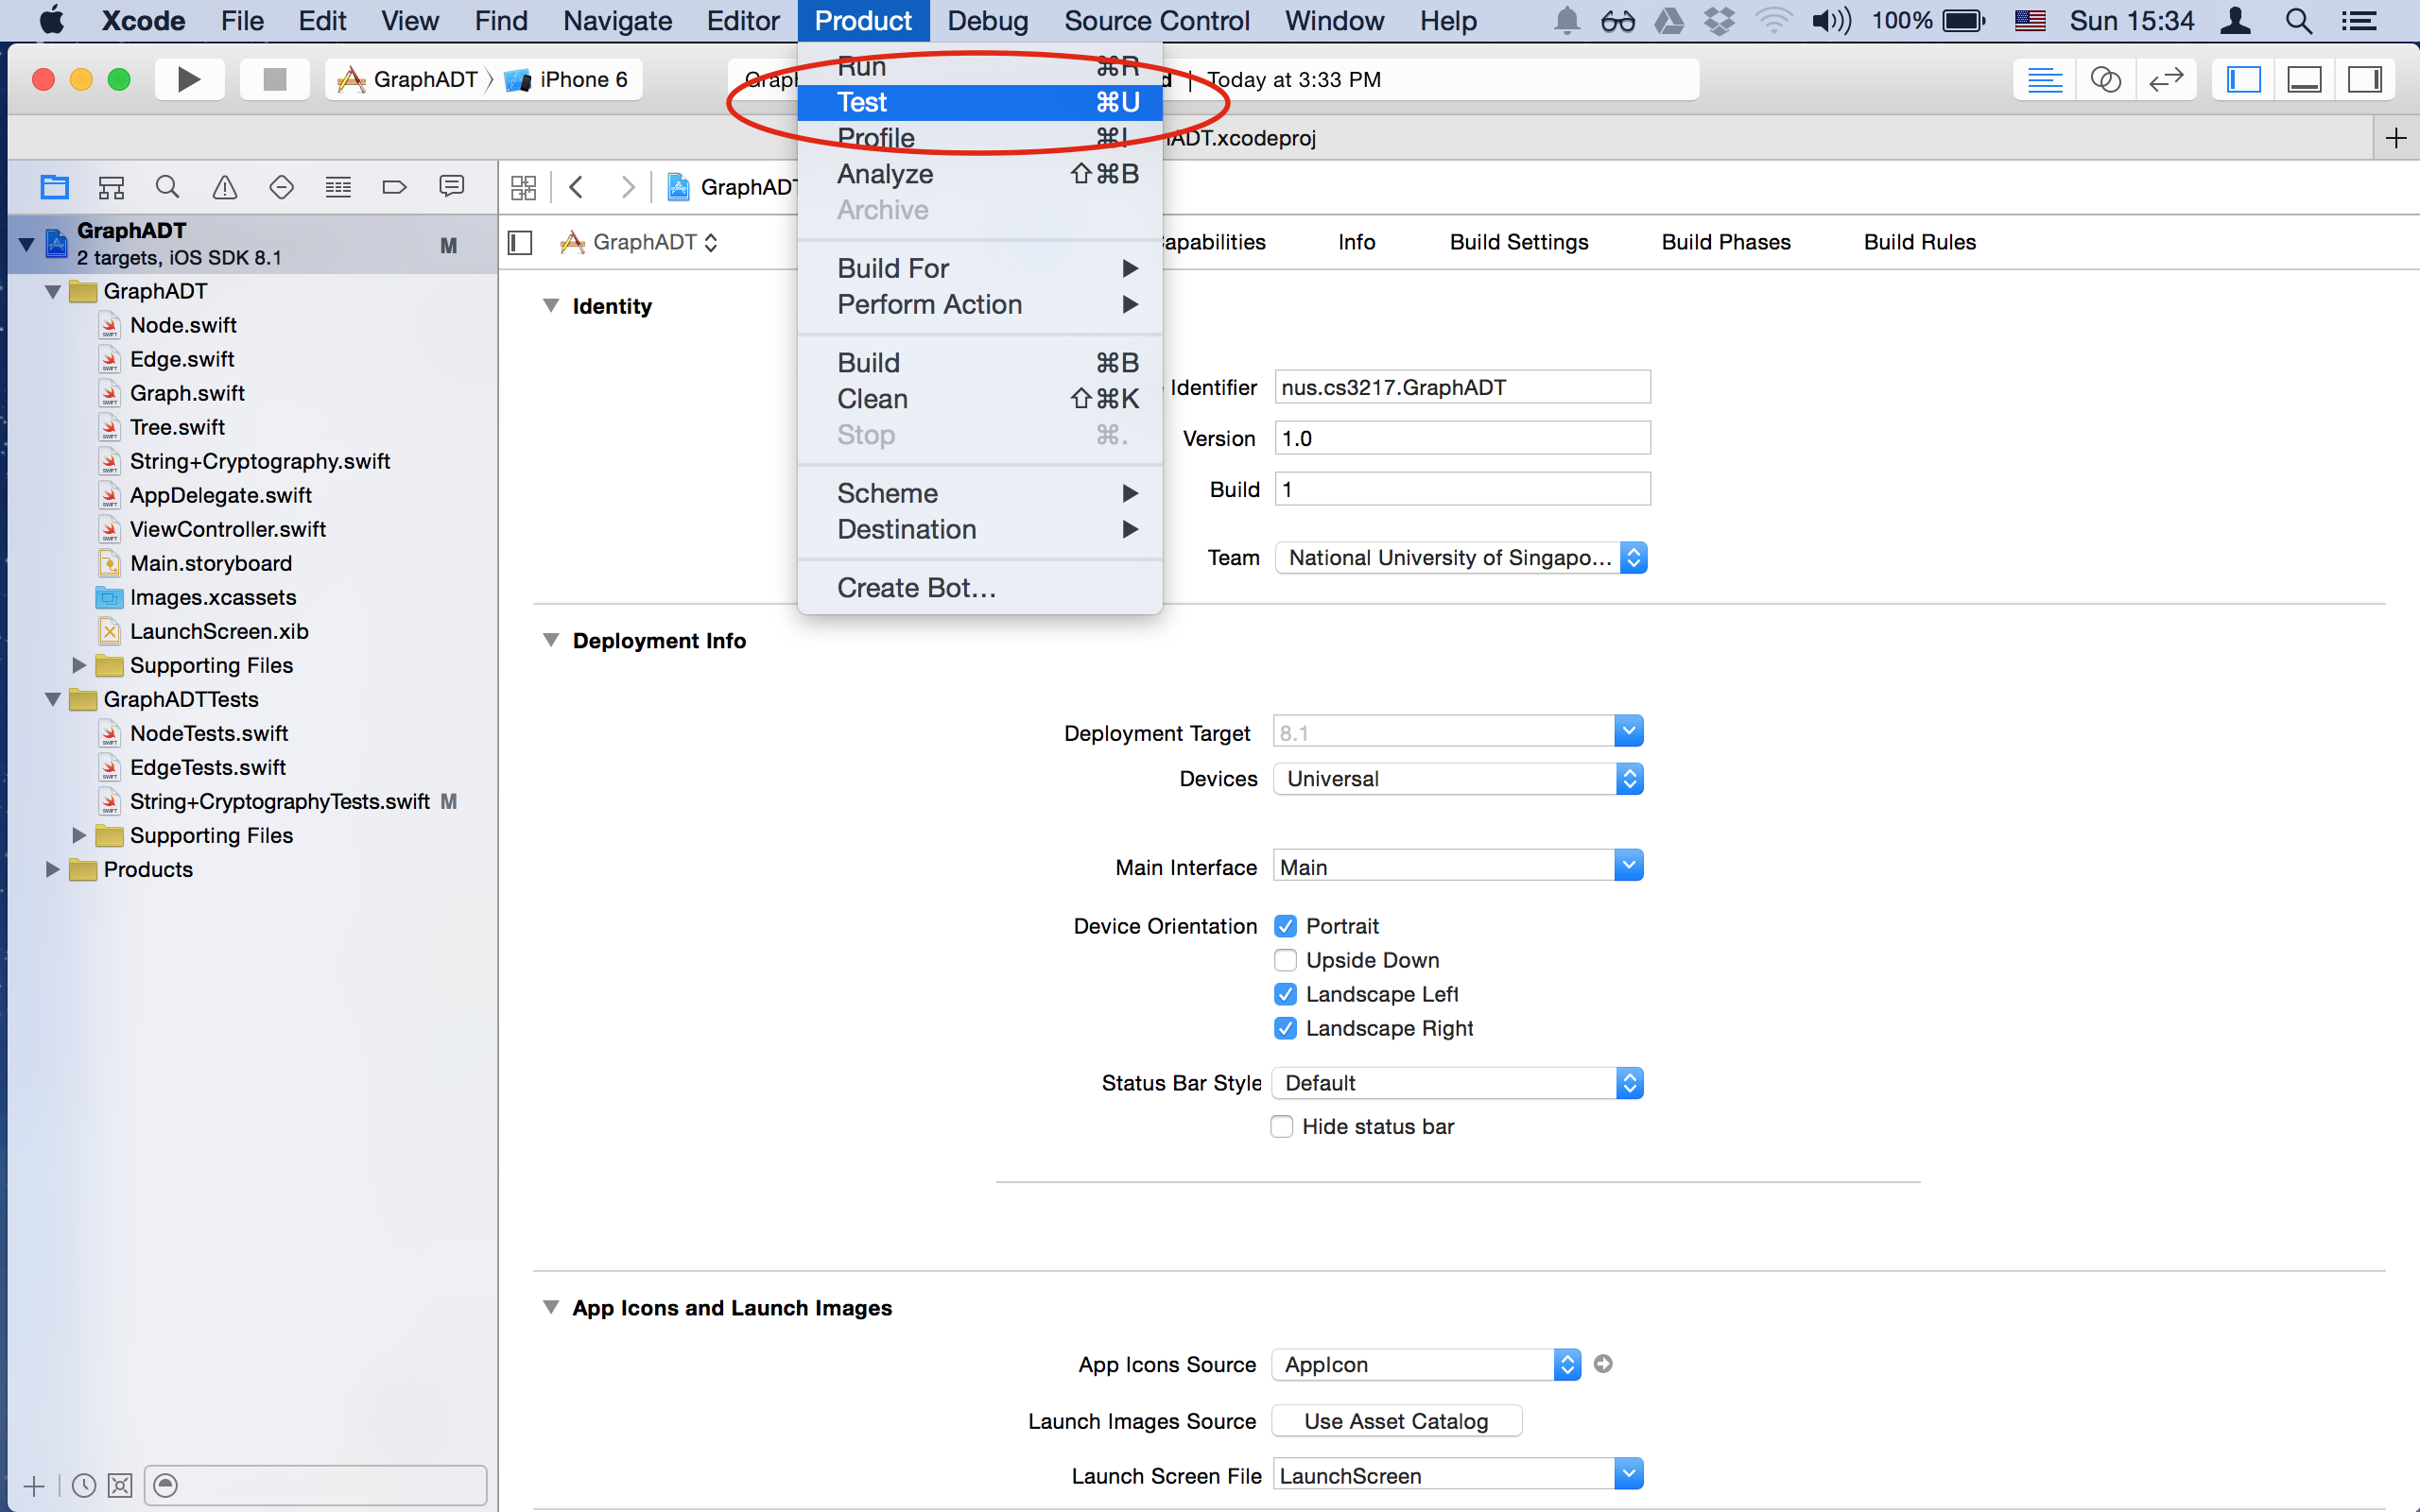 Xcode File Edit View Find Navigate Editor Product Debug Source Control Window Help 100% Sun 15:34
GraphADT iPhone 6
Today at 3:33 PM
Run ⌘R
Test ⌘U
Profile ⌘I
Analyze ⇧⌘B
Archive
Build For
Perform Action
Build ⌘B
Clean ⇧⌘K
Stop ⌘.
Scheme
Destination
Create Bot...
ADT.xcodeproj
GraphADT
2 targets, iOS SDK 8.1 M
GraphADT
Node.swift
Edge.swift
Graph.swift
Tree.swift
String+Cryptography.swift
AppDelegate.swift
ViewController.swift
Main.storyboard
Images.xcassets
LaunchScreen.xib
Supporting Files
GraphADTTests
NodeTests.swift
EdgeTests.swift
String+CryptographyTests.swift M
Supporting Files
Products
GraphADT
GraphADT
apabilities Info Build Settings Build Phases Build Rules
Identity
Identifier nus.cs3217.GraphADT
Version 1.0
Build 1
Team National University of Singapo...
Deployment Info
Deployment Target 8.1
Devices Universal
Main Interface Main
Device Orientation Portrait
Upside Down
Landscape Left
Landscape Right
Status Bar Style Default
Hide status bar
App Icons and Launch Images
App Icons Source AppIcon
Launch Images Source Use Asset Catalog
Launch Screen File LaunchScreen